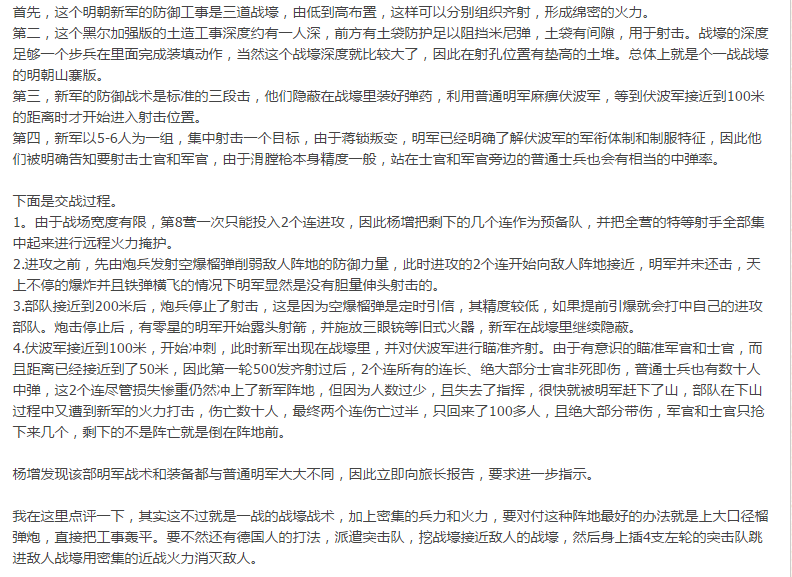 首先，这个明朝新军的防御工事是三道战壕，由低到高布置，这样可以分别组织齐射，形成绵密的火力。
第二，这个黑尔加强版的土造工事深度约有一人深，前方有土袋防护足以阻挡米尼弹，土袋有间隙，用于射击。战壕的深度
足够一个步兵在里面完成装填动作，当然这个战壕深度就比较大了，因此在射孔位置有垫高的土堆。总体上就是个一战战壕
的明朝山寨版。
第三，新军的防御战术是标准的三段击，他们隐蔽在战壕里装好弹药，利用普通明军麻痹伏波军，等到伏波军接近到100米
的距离时才开始进入射击位置。
第四，新军以5-6人为一组，集中射击一个目标，由于蒋锁叛变，明军已经明确了解伏波军的军衔体制和制服特征，因此他
们被明确告知要射击士官和军官，由于滑膛枪本身精度一般，站在士官和军官旁边的普通士兵也会有相当的中弹率。
下面是交战过程。
1。由于战场宽度有限，第8营一次只能投入2个连进攻，因此杨增把剩下的几个连作为预备队，并把全营的特等射手全部集
中起来进行远程火力掩护。
2.进攻之前，先由炮兵发射空爆榴弹削弱敌人阵地的防御力量，此时进攻的2个连开始向敌人阵地接近，明军并未还击，天
上不停的爆炸并且铁弹横飞的情况下明军显然是没有胆量伸头射击的。
3.部队接近到200米后，炮兵停止了射击，这是因为空爆榴弹是定时引信，其精度较低，如果提前引爆就会打中自己的进攻
部队。炮击停止后，有零星的明军开始露头射箭，并施放三眼铳等旧式火器，新军在战壕里继续隐蔽。
4.伏波军接近到100米，开始冲刺，此时新军出现在战壕里，并对伏波军进行瞄准齐射。由于有意识的瞄准军官和士官，而
且距离已经接近到了50米，因此第一轮500发齐射过后，2个连所有的连长、绝大部分士官非死即伤，普通士兵也有数十人
中弹，这2个连尽管损失惨重仍然冲上了新军阵地，但因为人数过少，且失去了指挥，很快就被明军赶下了山，部队在下山
过程中又遭到新军的火力打击，伤亡数十人，最终两个连伤亡过半，只回来了100多人，且绝大部分带伤，军官和士官只抢
下来几个，剩下的不是阵亡就是倒在阵地前。
杨增发现该部明军战术和装备都与普通明军大大不同，因此立即向旅长报告，要求进一步指示。
我在这里点评一下，其实这不过就是一战的战壕战术，加上密集的兵力和火力，要对付这种阵地最好的办法就是上大口径榴
弹炮，直接把工事轰平。要不然还有德国人的打法，派遣突击队，挖战壕接近敌人的战壕，然后身上插4支左轮的突击队跳
进敌人战壕用密集的近战火力消灭敌人。